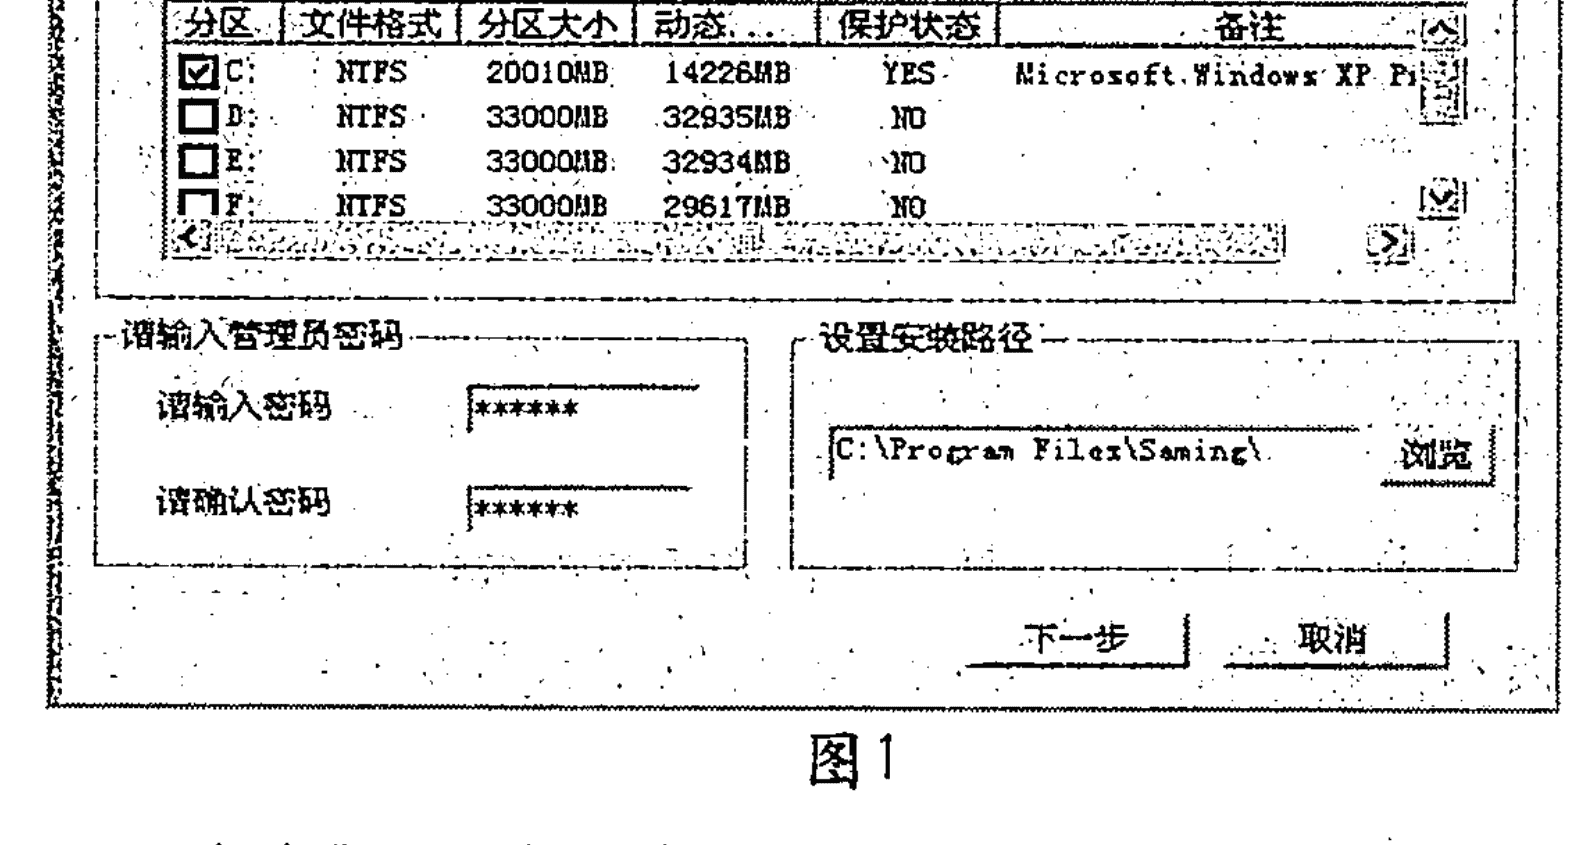 分区 文件格式 分区大小 动态... 保护状态 备注
C: NTFS 20010MB 14226MB YES Microsoft Windows XP Pr
D: NTFS 33000MB 32935MB NO
E: NTFS 33000MB 32934MB NO
F: NTFS 33000MB 29617MB NO
请输入管理员密码 设置安装路径
请输入密码 ******
C:\Program Files\Saming\ 浏览
请确认密码 ******
下一步 取消
图1